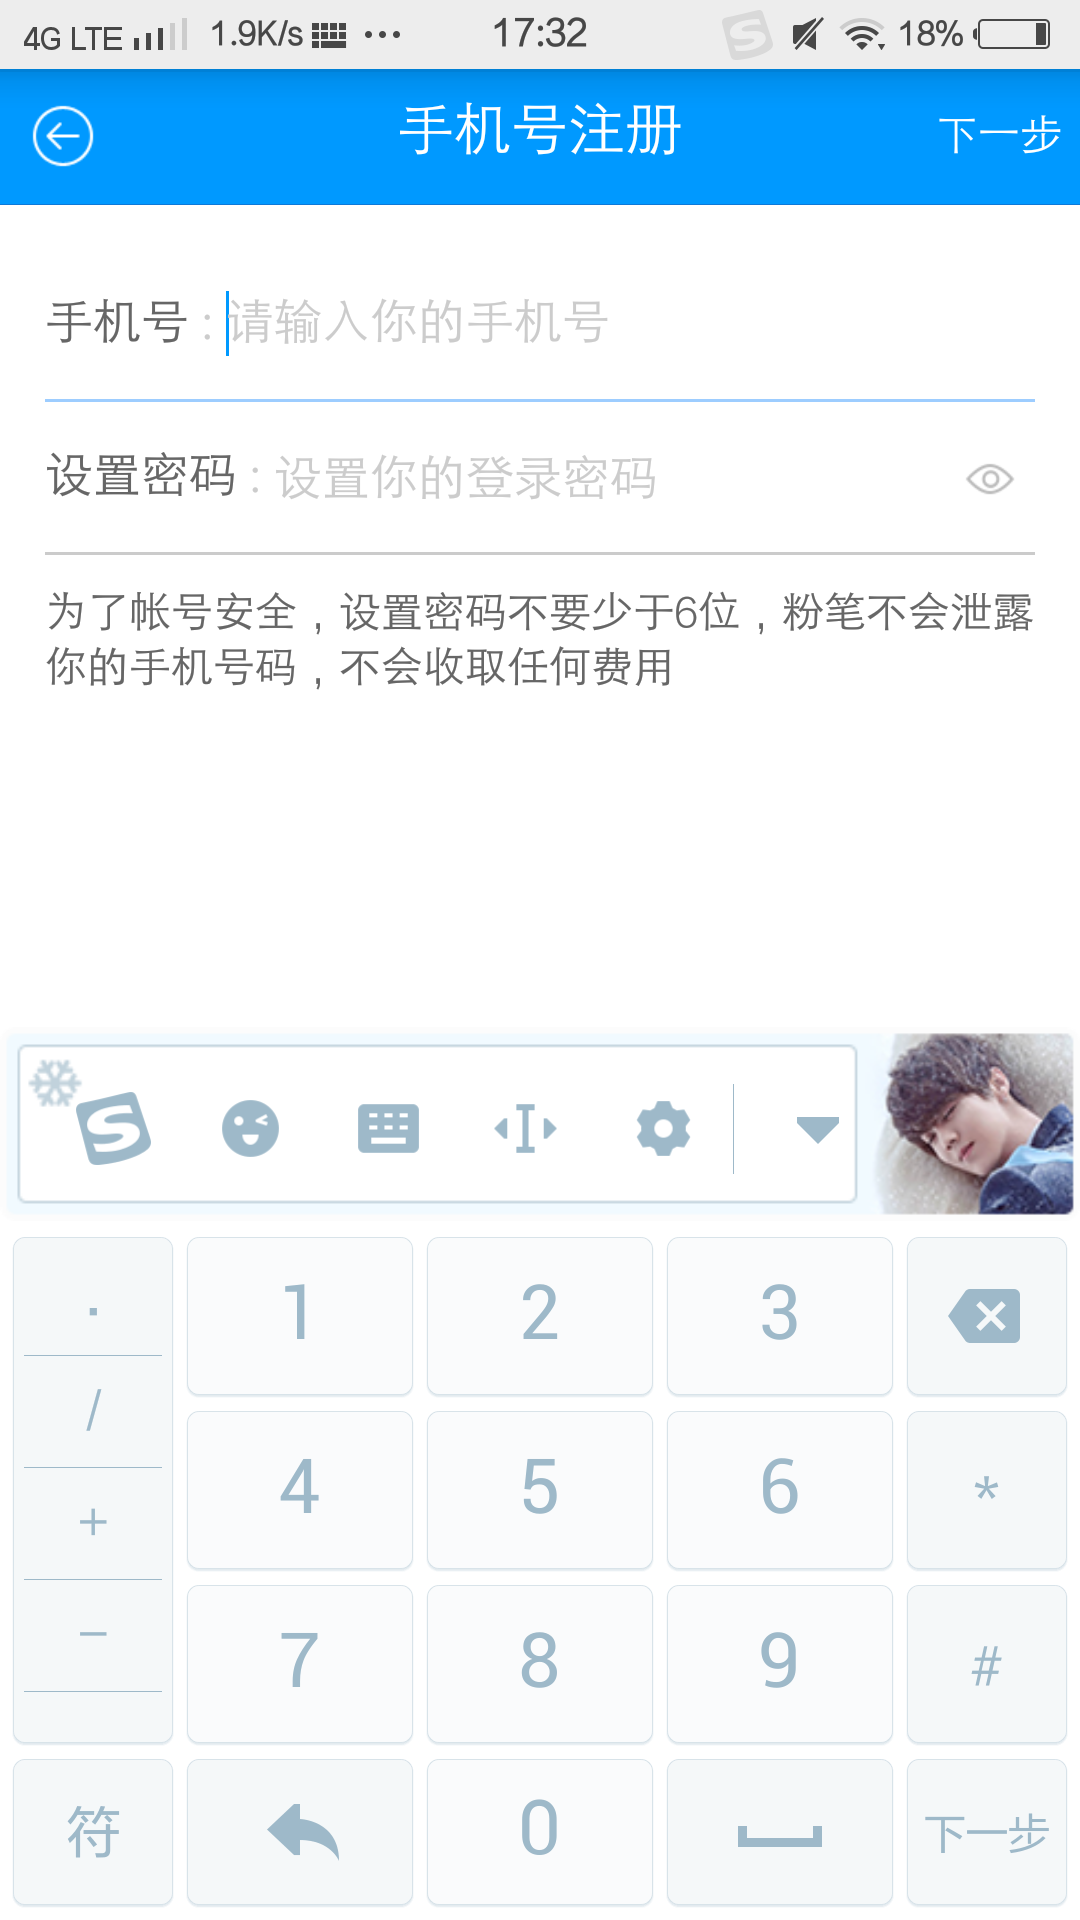 4G LTE 1.9K/s 17:32 18%
手机号注册 下一步
手机号 : 请输入你的手机号
设置密码 : 设置你的登录密码
为了帐号安全，设置密码不要少于6位，粉笔不会泄露
你的手机号码，不会收取任何费用
. 1 2 3
/
4 5 6 *
+
7 8 9 #
−
符 0 下一步